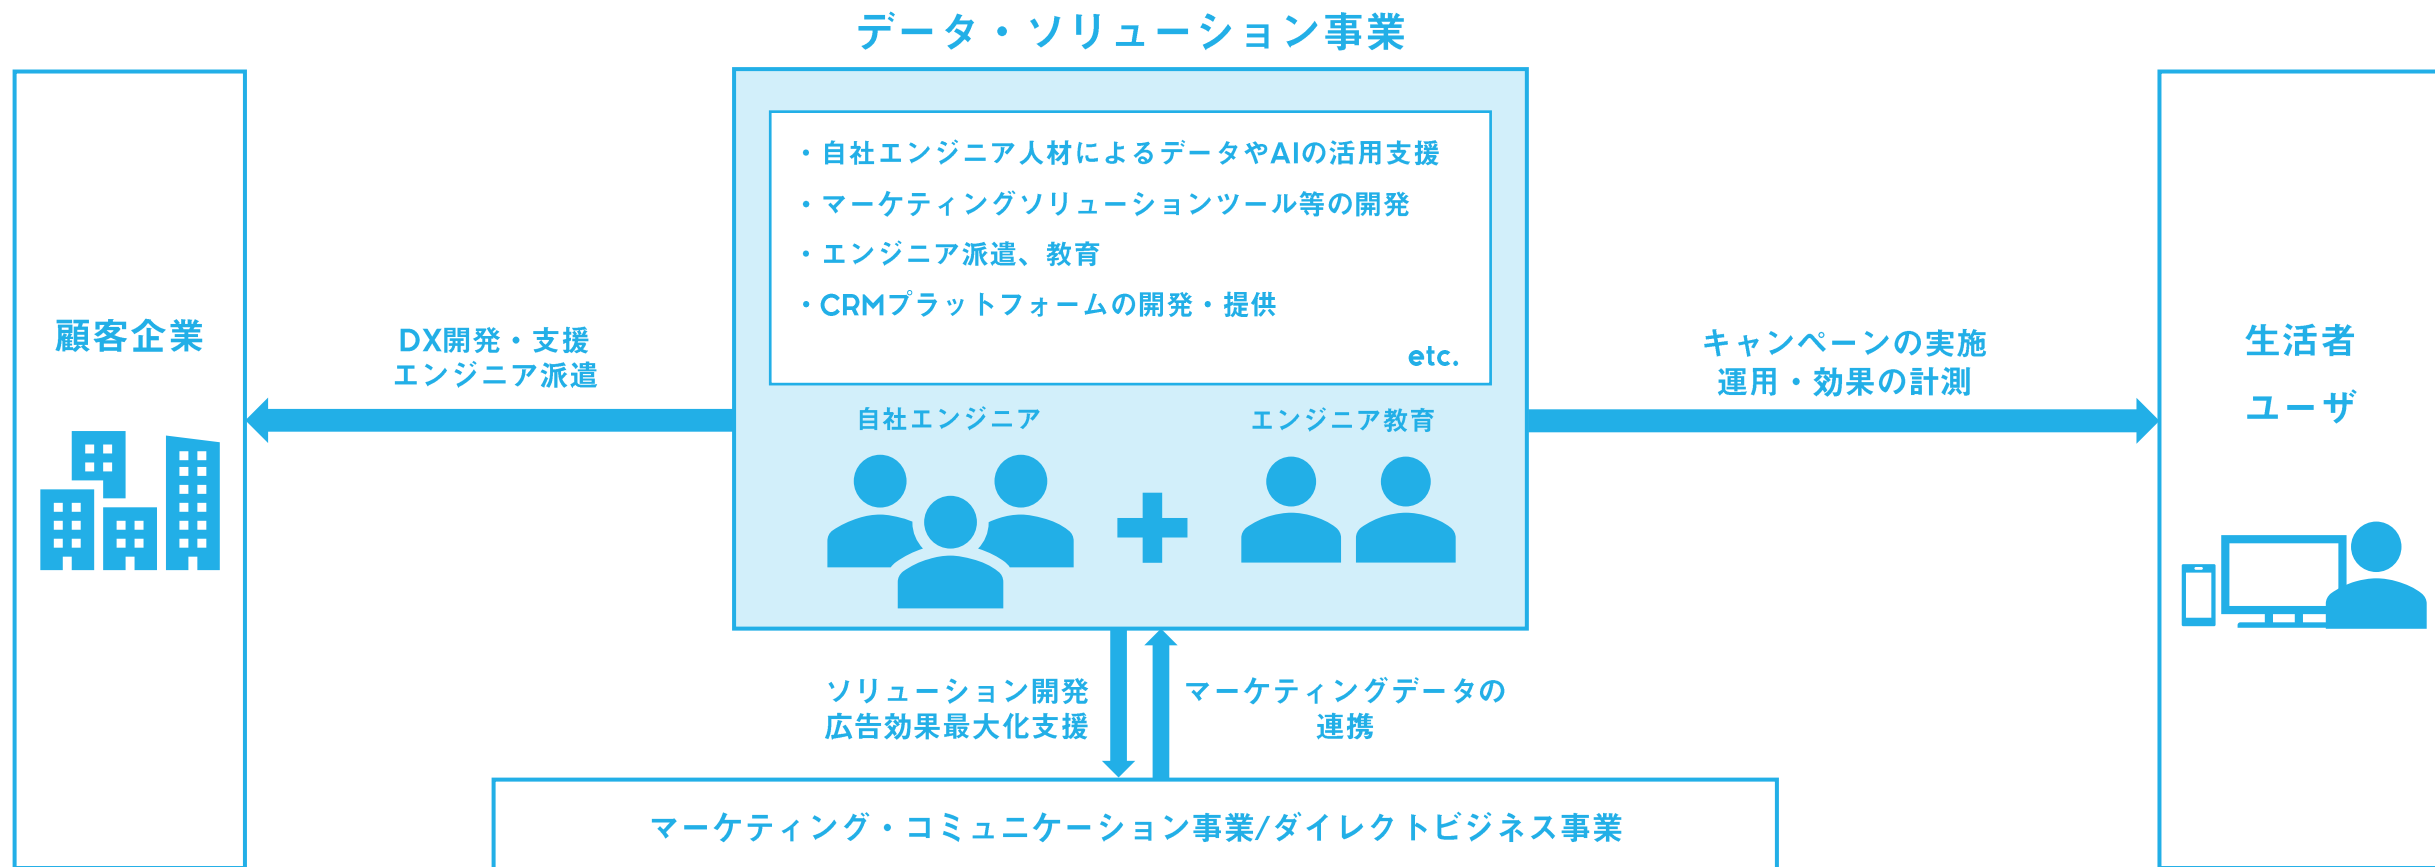 データ・ソリューション事業
顧客企業
DX開発・支援
エンジニア派遣
・自社エンジニア人材によるデータやAIの活用支援
・マーケティングソリューションツール等の開発
・エンジニア派遣、教育
・CRMプラットフォームの開発・提供
etc.
自社エンジニア
エンジニア教育
キャンペーンの実施
運用・効果の計測
生活者
ユーザ
ソリューション開発
広告効果最大化支援
マーケティングデータの
連携
マーケティング・コミュニケーション事業/ダイレクトビジネス事業